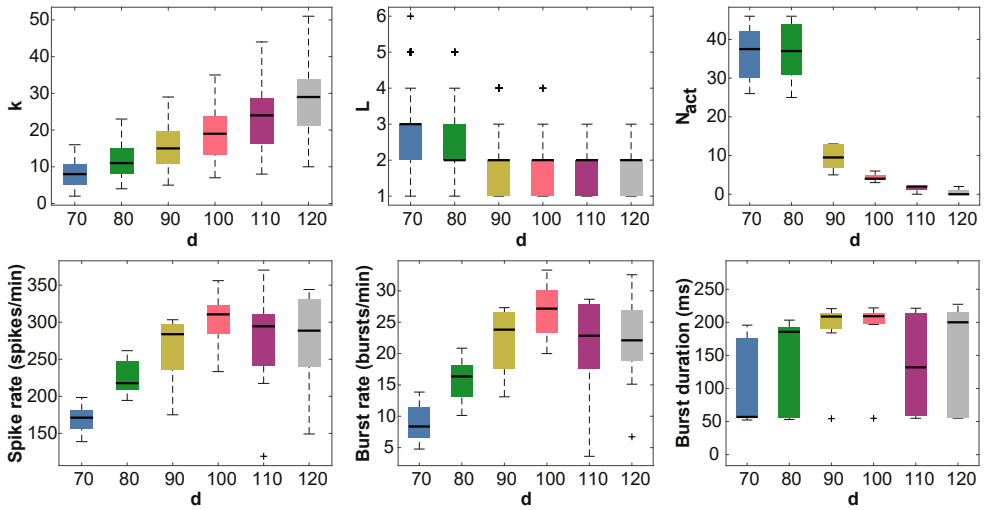 50
40
30
20
10
0
k
70 80 90 100 110 120
d
6
5
4
3
2
1
L
70 80 90 100 110 120
d
40
30
20
10
0
Nact
70 80 90 100 110 120
d
350
300
250
200
150
Spike rate (spikes/min)
70 80 90 100 110 120
d
30
25
20
15
10
5
Burst rate (bursts/min)
70 80 90 100 110 120
d
250
200
150
100
50
0
Burst duration (ms)
70 80 90 100 110 120
d